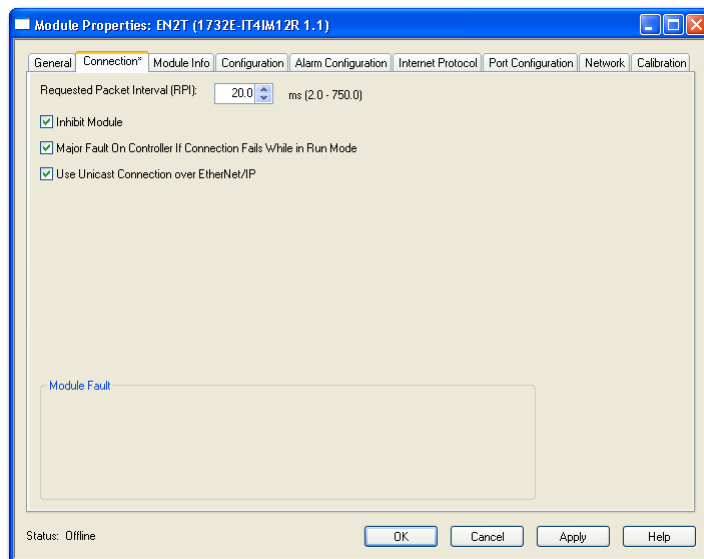 Module Properties: EN2T (1732E-IT4IM12R 1.1)
General Connection* Module Info Configuration Alarm Configuration Internet Protocol Port Configuration Network Calibration
Requested Packet Interval (RPI): 20.0 ms (2.0 - 750.0)
Inhibit Module
Major Fault On Controller If Connection Fails While in Run Mode
Use Unicast Connection over EtherNet/IP
Module Fault
Status: Offline OK Cancel Apply Help